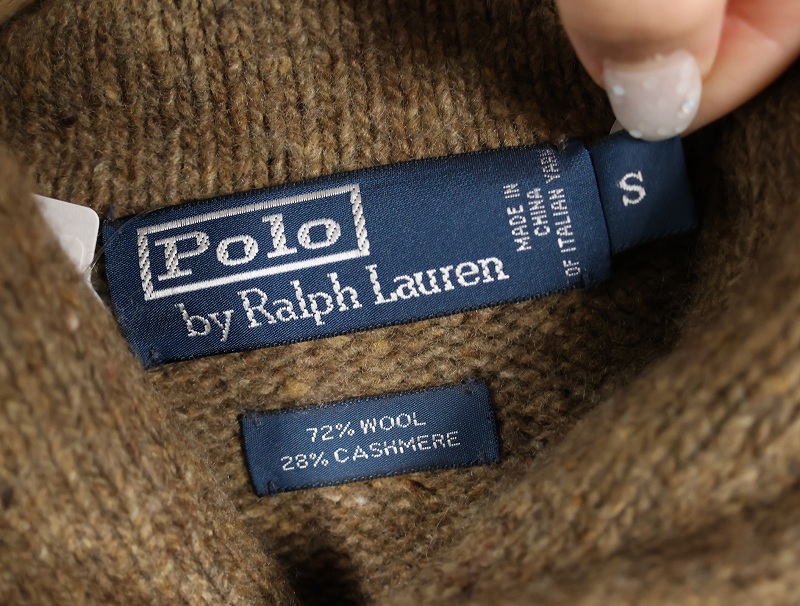 Polo
by Ralph Lauren
MADE IN
CHINA
OF ITALIAN YARN
S
72% WOOL
28% CASHMERE